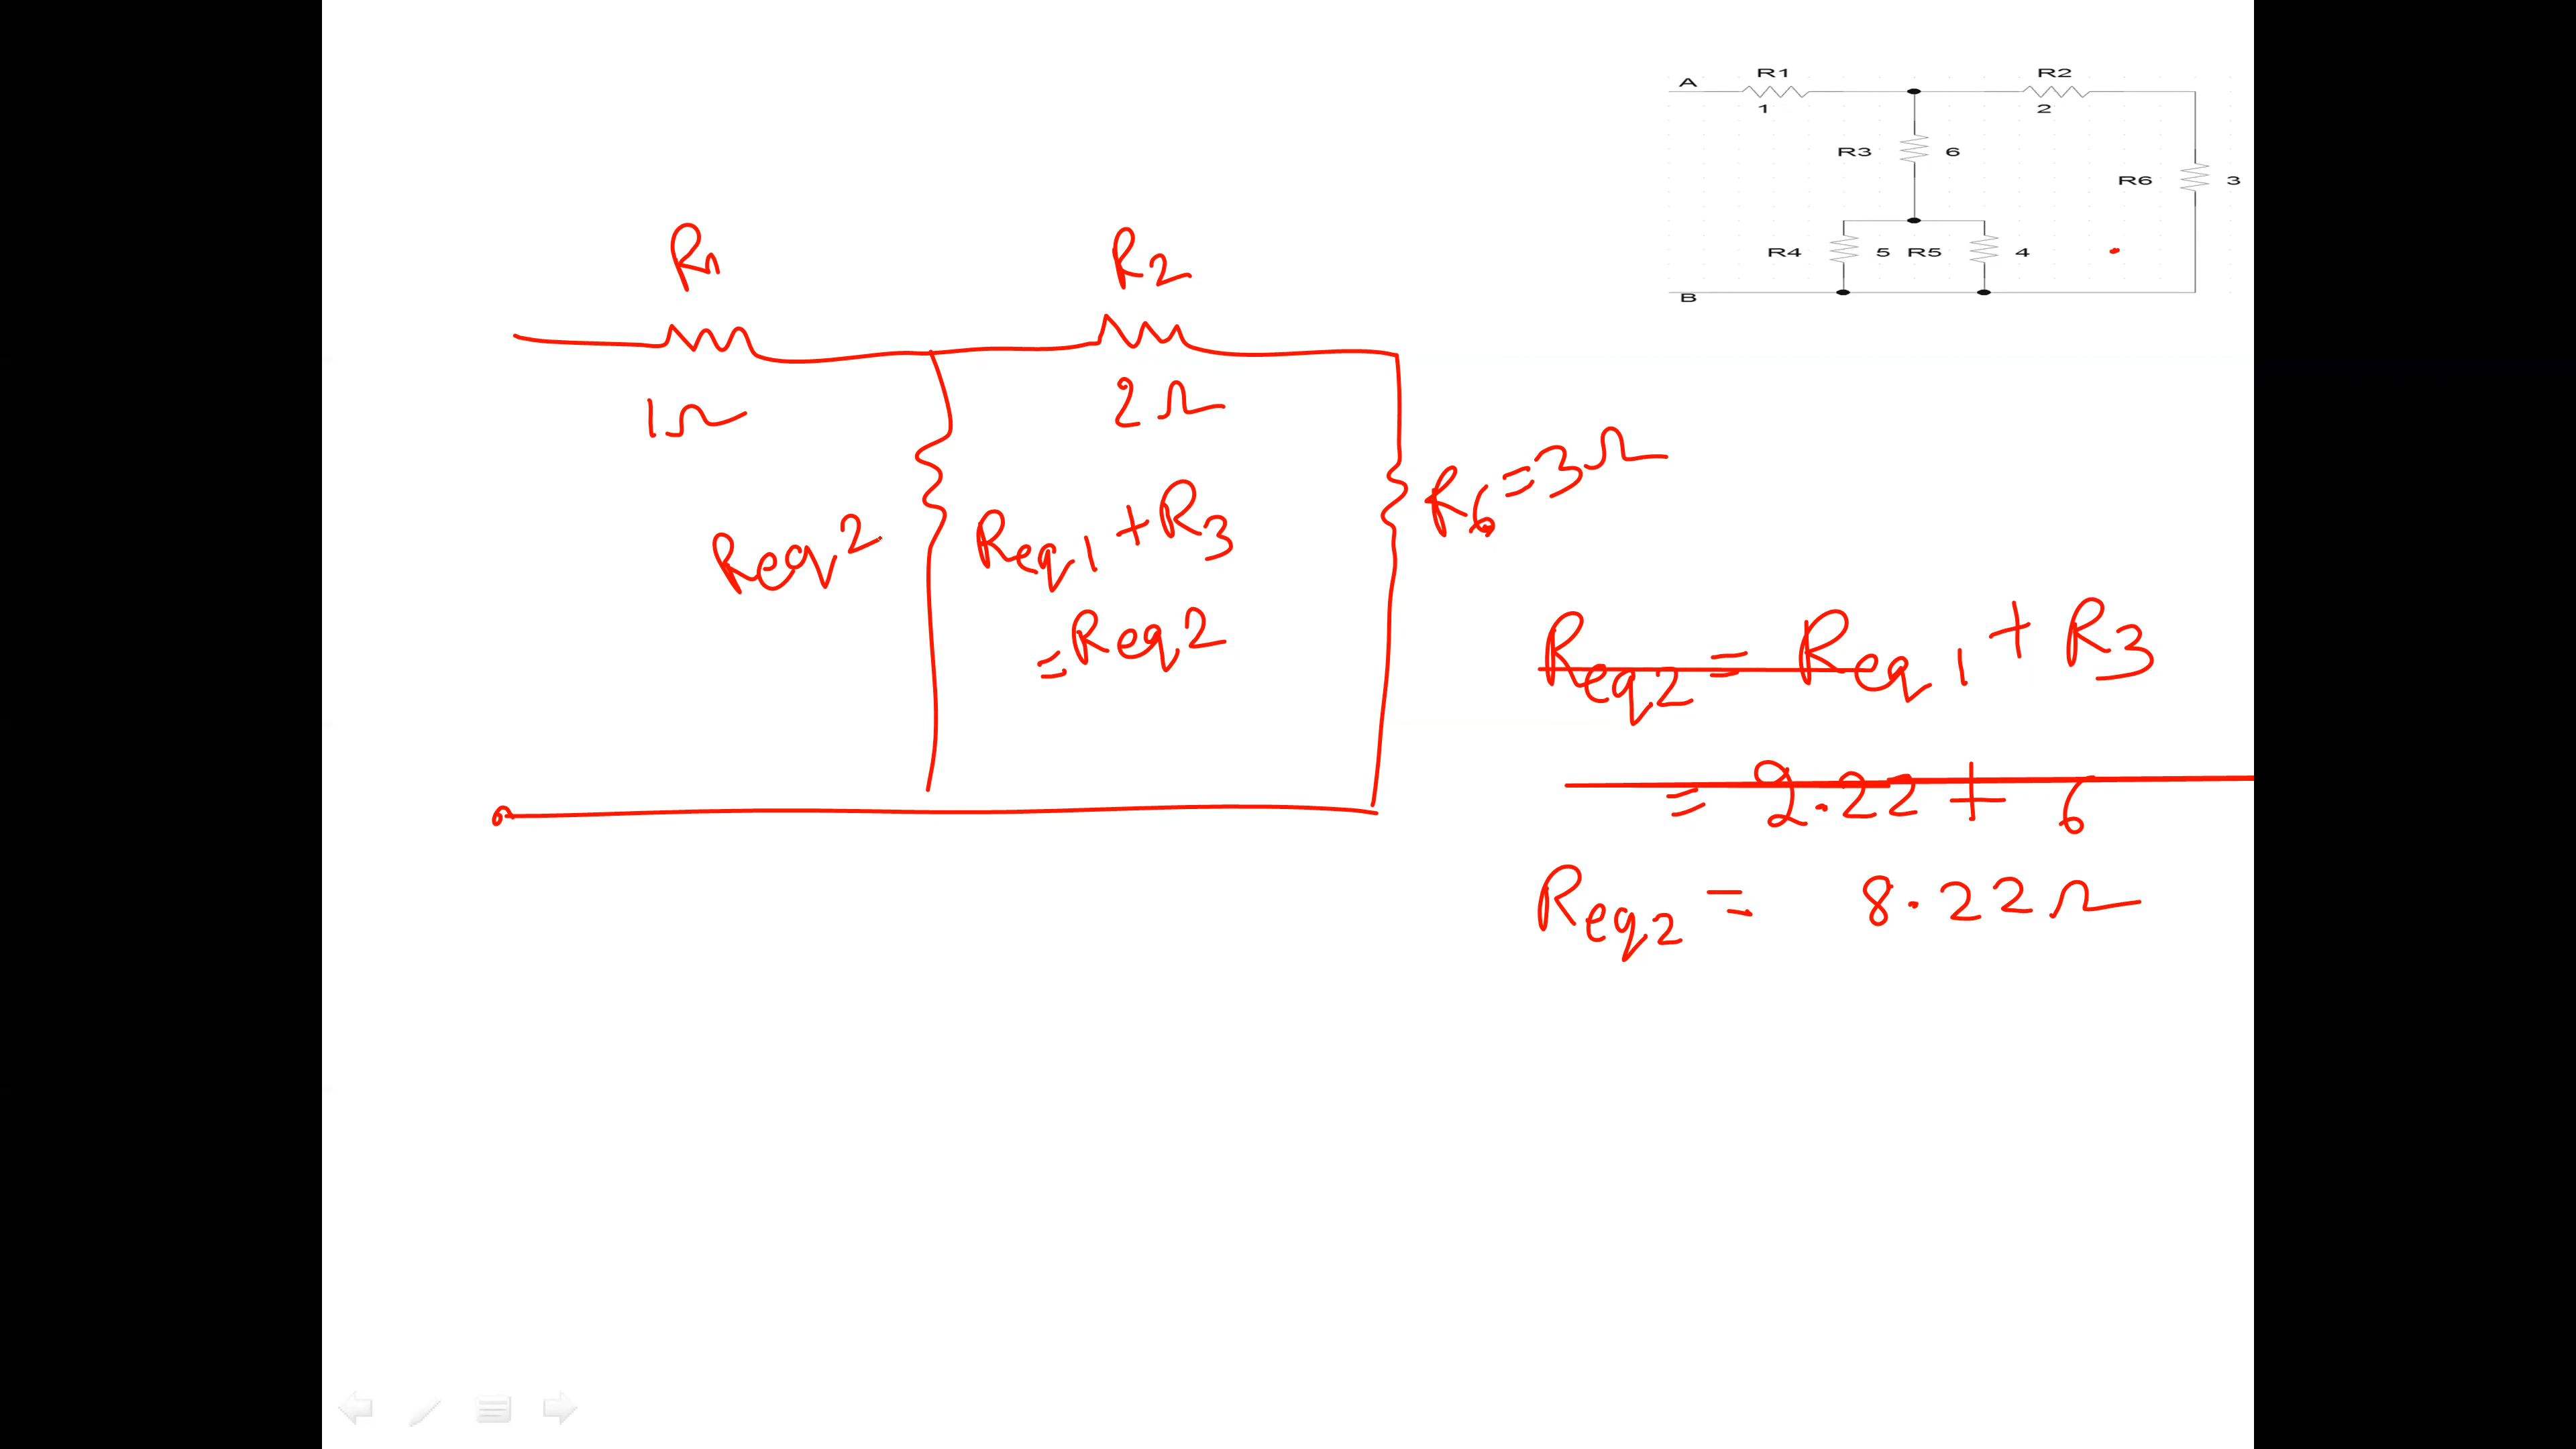 A
R1
R2
1
2
R3 6
R6 3
R4 5 R5 4
B
R1
R2
1Ω
2Ω
R6 = 3Ω
Req2
Req1 + R3
= Req2
Req2 = Req1 + R3
= 2.22 + 6
Req2 = 8.22Ω